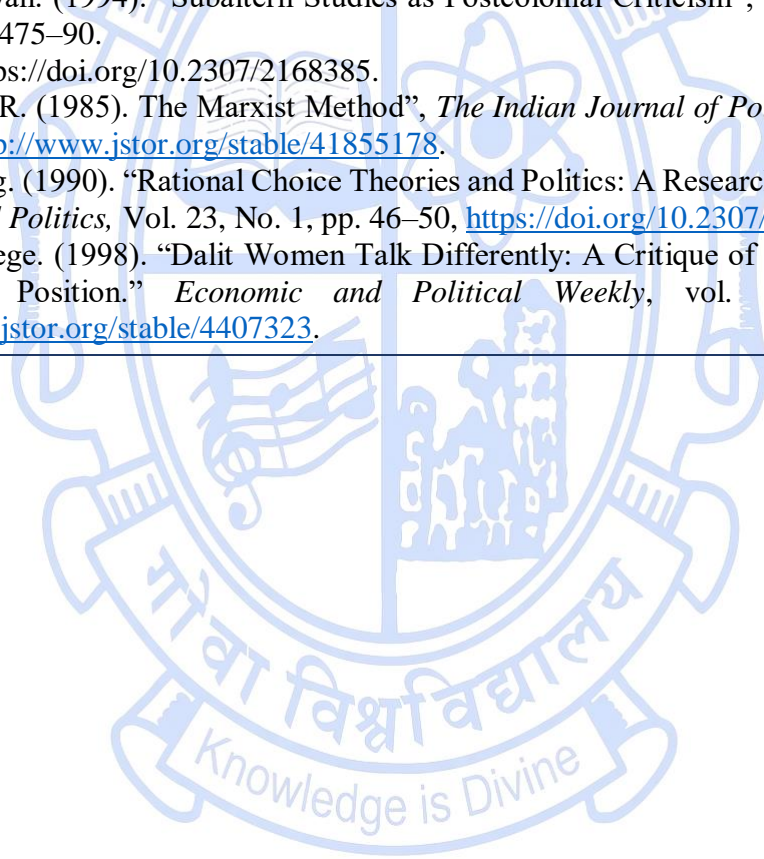 (1994). “Subaltern Studies as Postcolonial Criticism”,
475–90.
ps://doi.org/10.2307/2168385.
R. (1985). The Marxist Method”, The Indian Journal of Po
p://www.jstor.org/stable/41855178.
g. (1990). “Rational Choice Theories and Politics: A Researc
l Politics, Vol. 23, No. 1, pp. 46–50, https://doi.org/10.2307/
ege. (1998). “Dalit Women Talk Differently: A Critique of
Position.” Economic and Political Weekly, vol.
jstor.org/stable/4407323.
गोंवा विश्वविद्यालय
Knowledge is Divine